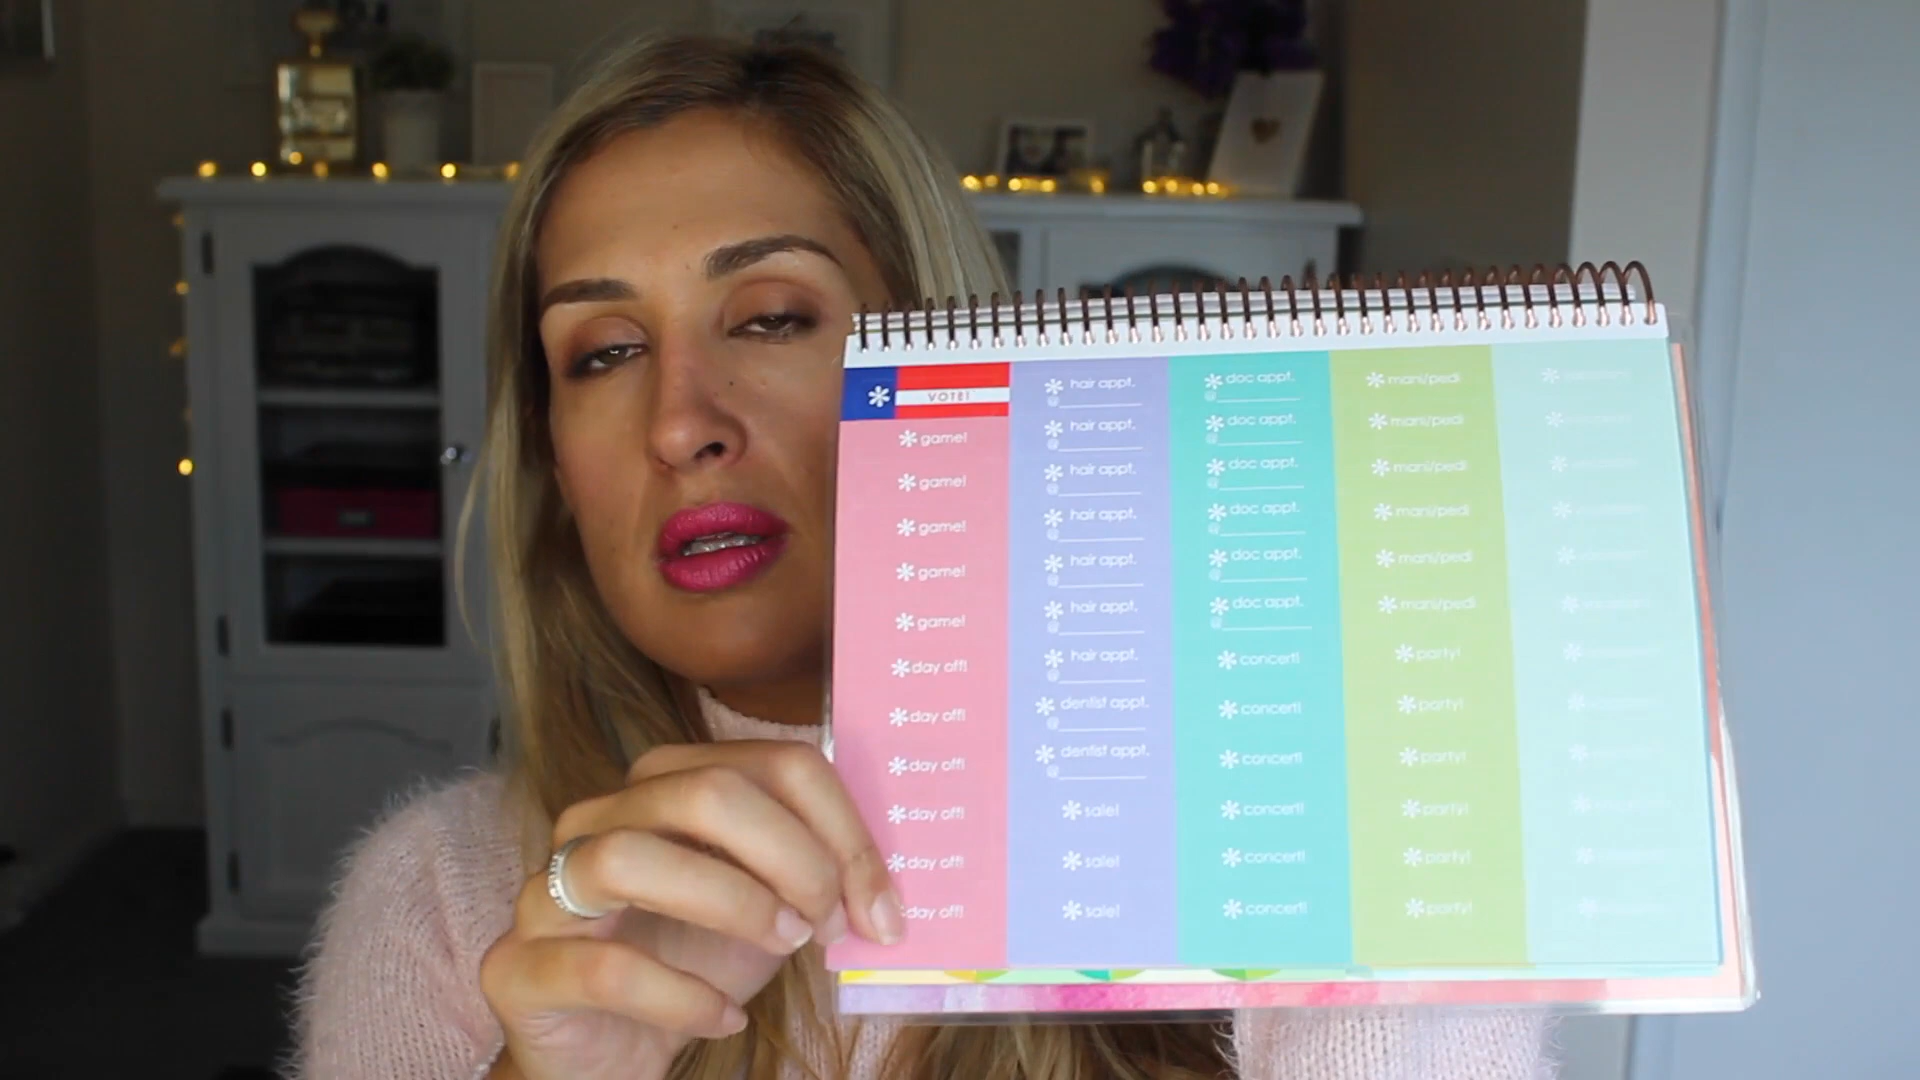 VOTE!
* game!
* game!
* game!
* game!
* game!
* day off!
* day off!
* day off!
* day off!
* day off!
day off!
* hair appt.
@
* hair appt.
@
* hair appt.
@
* hair appt.
@
* hair appt.
@
* hair appt.
@
* hair appt.
@
* dentist appt.
@
* dentist appt.
@
* sale!
* sale!
* sale!
* doc appt.
@
* doc appt.
@
* doc appt.
@
* doc appt.
@
* doc appt.
@
* doc appt.
@
* concert!
* concert!
* concert!
* concert!
* concert!
* concert!
* mani/pedi
* mani/pedi
* mani/pedi
* mani/pedi
* mani/pedi
* mani/pedi
* party!
* party!
* party!
* party!
* party!
* party!